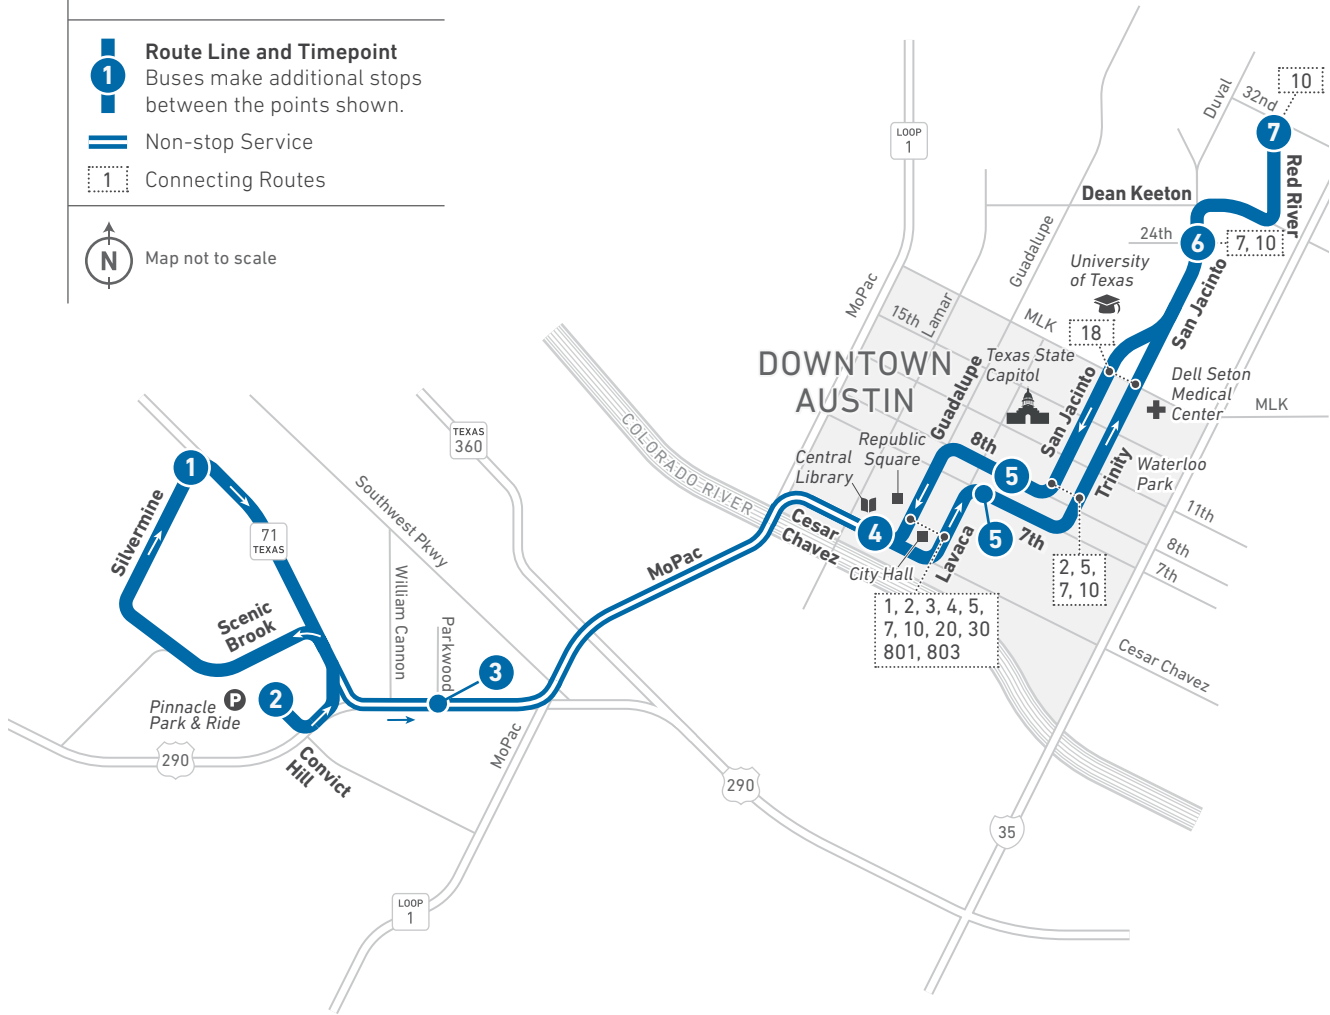 1
Route Line and Timepoint
Buses make additional stops
between the points shown.
Non-stop Service
1
Connecting Routes
N
Map not to scale
10
32nd
Duval
7
LOOP
1
Red River
Dean Keeton
24th
6
7, 10
University
of Texas
Guadalupe
San Jacinto
MoPac
Lamar
15th
MLK
18
DOWNTOWN
AUSTIN
Guadalupe
Texas State
Capitol
San Jacinto
Dell Seton
Medical
Center
MLK
TEXAS
360
COLORADO RIVER
Republic
Square
Central
Library
8th
5
Trinity
Waterloo
Park
11th
1
Southwest Pkwy
Silvermine
71
TEXAS
Cesar
Chavez
4
City Hall
Lavaca
5
7th
8th
7th
2, 5,
7, 10
MoPac
William Cannon
Parkwood
Scenic
Brook
1, 2, 3, 4, 5,
7, 10, 20, 30
801, 803
Cesar Chavez
3
2
P
Pinnacle
Park & Ride
290
Convict
Hill
MoPac
290
35
LOOP
1